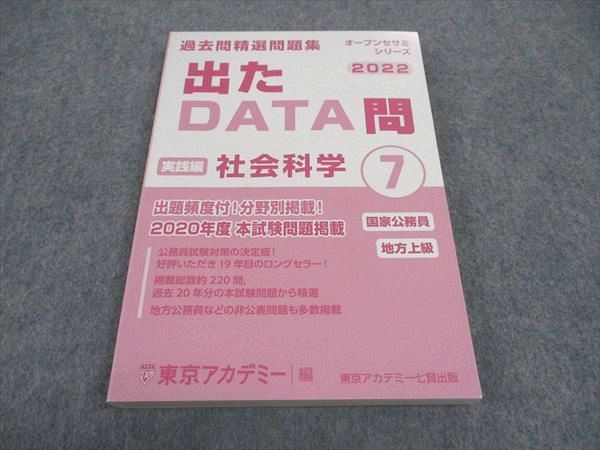 過去問精選問題集
オープンセサミ
シリーズ
2022
出た
DATA問
実践編 社会科学 7
出題頻度付！分野別掲載！
2020年度 本試験問題掲載
国家公務員
地方上級
公務員試験対策の決定版！
好評いただき19年目のロングセラー！
掲載総数約220問，
過去20年分の本試験問題から精選
地方公務員などの非公表問題も多数掲載
東京アカデミー 編
東京アカデミー七賢出版